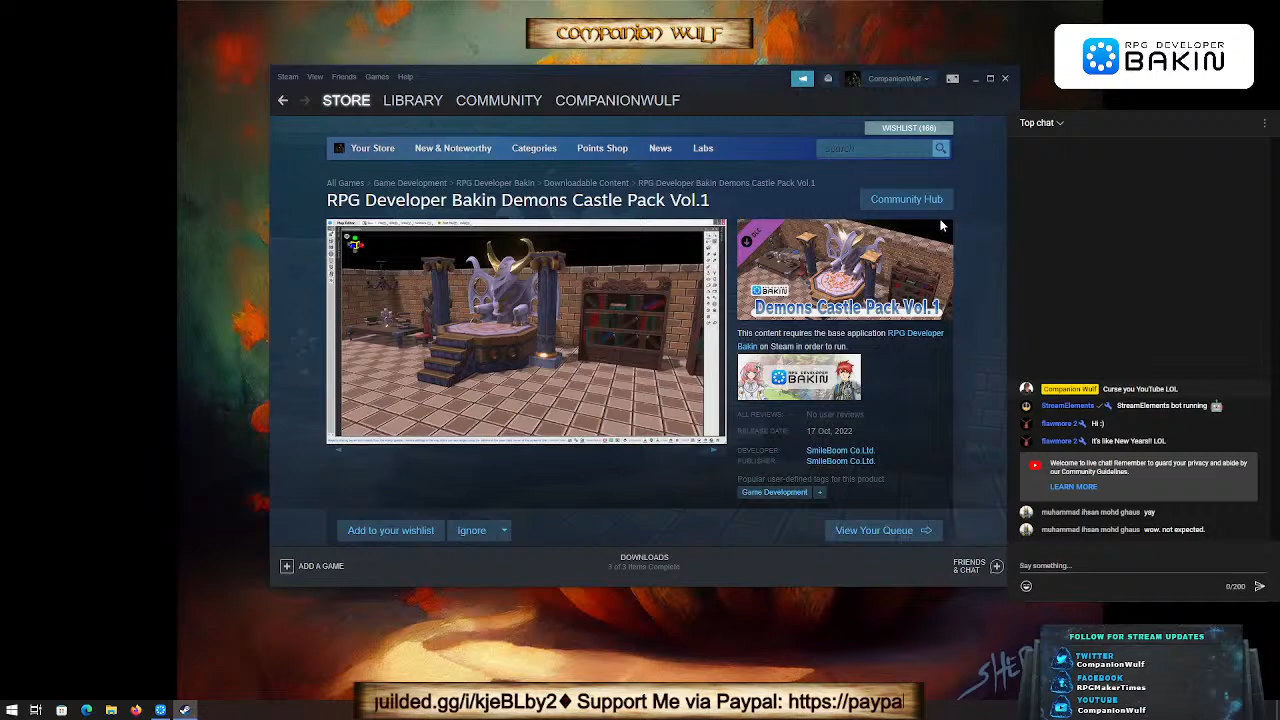 COMPANION WULF
RPG DEVELOPER
BAKIN
Steam View Friends Games Help
CompanionWulf
STORE LIBRARY COMMUNITY COMPANIONWULF
Top chat
WISHLIST (166)
Your Store New & Noteworthy Categories Points Shop News Labs search
All Games > Game Development > RPG Developer Bakin > Downloadable Content > RPG Developer Bakin Demons Castle Pack Vol.1
RPG Developer Bakin Demons Castle Pack Vol.1
Community Hub
DLC
BAKIN
Demons Castle Pack Vol.1
This content requires the base application RPG Developer
Bakin on Steam in order to run.
BAKIN
ALL REVIEWS: No user reviews
RELEASE DATE: 17 Oct, 2022
DEVELOPER: SmileBoom Co.Ltd.
PUBLISHER: SmileBoom Co.Ltd.
Popular user-defined tags for this product:
Game Development +
Add to your wishlist Ignore View Your Queue
ADD A GAME
DOWNLOADS
3 of 3 Items Complete
FRIENDS
& CHAT
Companion Wulf Curse you YouTube LOL
StreamElements StreamElements bot running
flawmore 2 Hi :)
flawmore 2 it's like New Years!! LOL
Welcome to live chat! Remember to guard your privacy and abide by
our Community Guidelines.
LEARN MORE
muhammad ihsan mohd ghaus yay
muhammad ihsan mohd ghaus wow. not expected.
Say something...
0/200
FOLLOW FOR STREAM UPDATES
TWITTER
CompanionWulf
FACEBOOK
RPGMakerTimes
YOUTUBE
CompanionWulf
SHER
uilded.gg/i/kjeBLby2♦ Support Me via Paypal: https://paypa